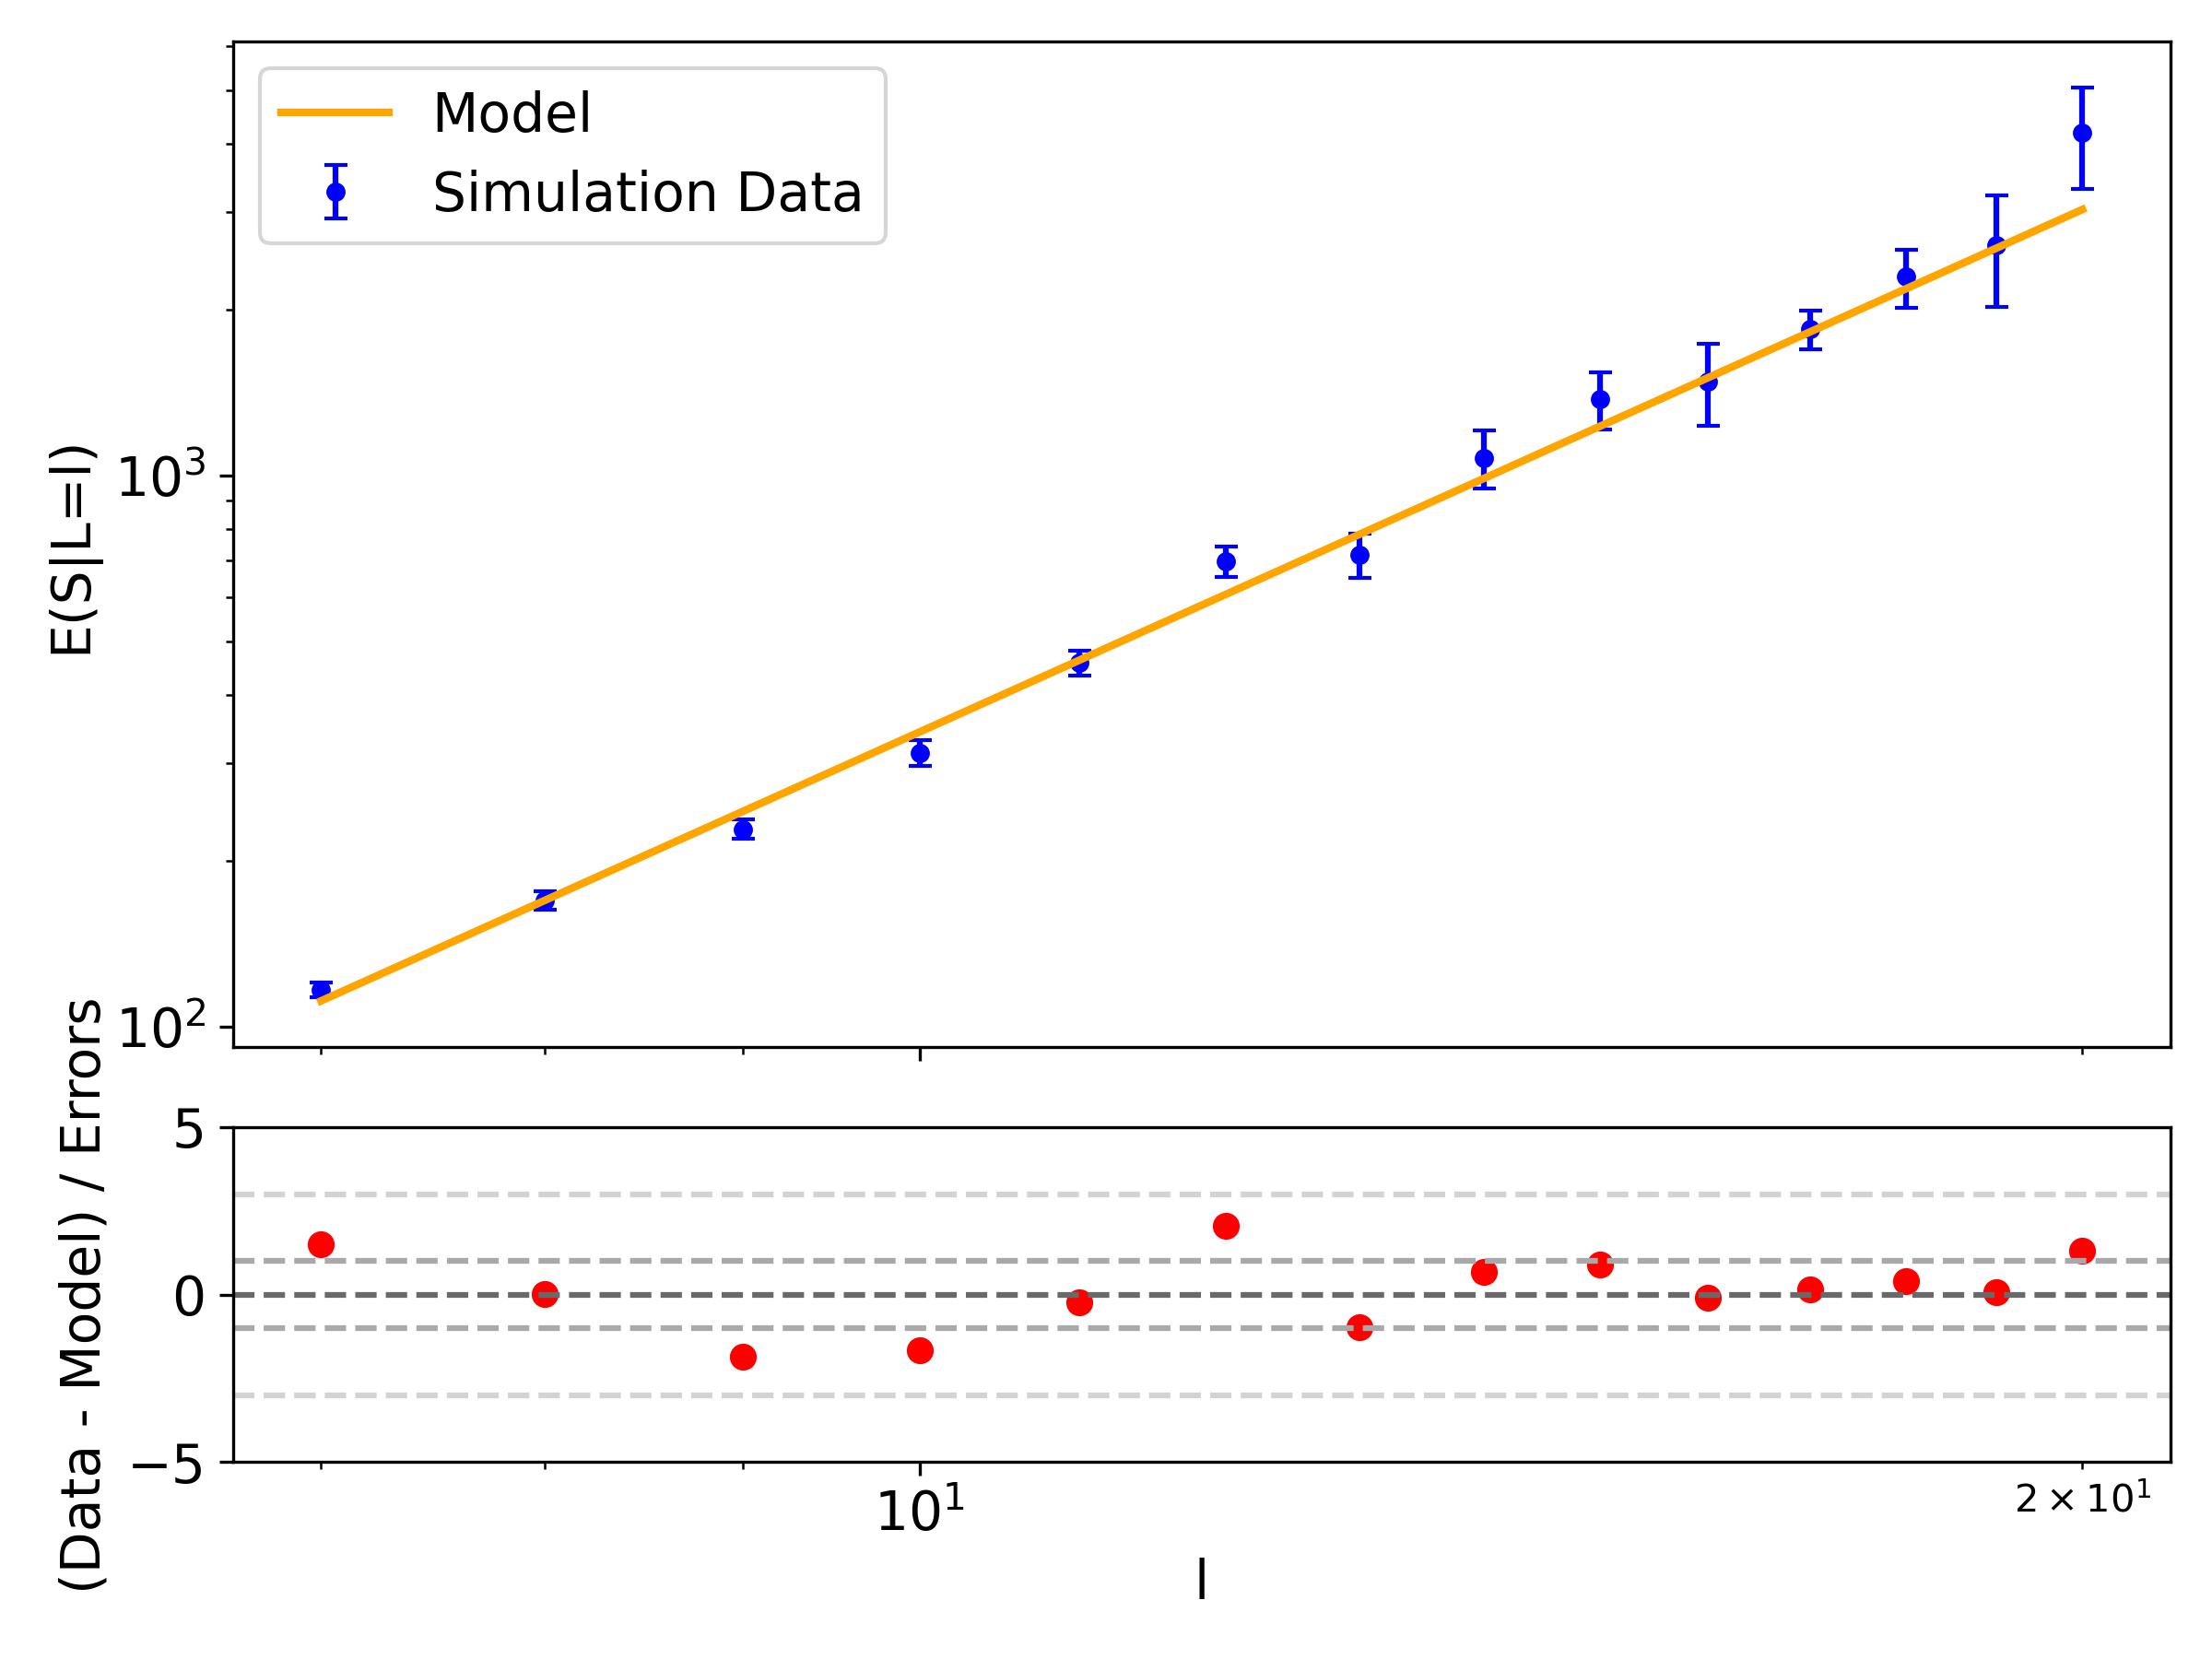 Model
Simulation Data
E(S|L=l)
10³
10²
(Data - Model) / Errors
5
0
−5
10¹
2 × 10¹
l